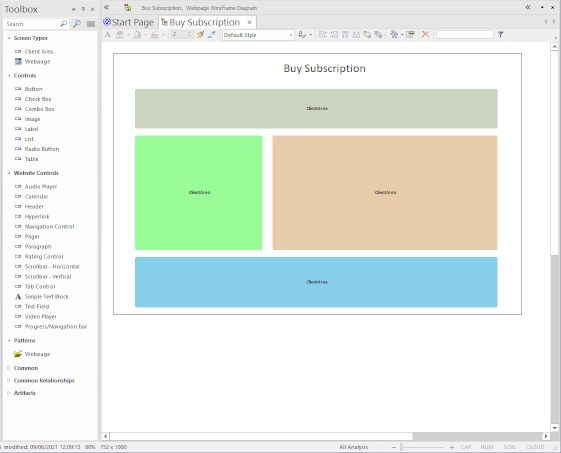 Toolbox
Buy Subscription.. Webpage Wireframe Diagram
Search
Start Page
Buy Subscription
Default Style
Screen Types
Client Area
Webpage
Controls
Button
Check Box
Combo Box
Image
Label
List
Radio Button
Table
Website Controls
Audio Player
Calendar
Header
Hyperlink
Navigation Control
Pager
Paragraph
Rating Control
Scrollbar - Horizontal
Scrollbar - Vertical
Tab Control
Simple Text Block
Text Field
Video Player
Progress/Navigation bar
Patterns
Webpage
Common
Common Relationships
Artifacts
Buy Subscription
ClientArea
ClientArea
ClientArea
ClientArea
modified: 09/06/2021 12:09:13 80% 752 x 1000
All Analysis
CAP NUM SCRL CLOUD